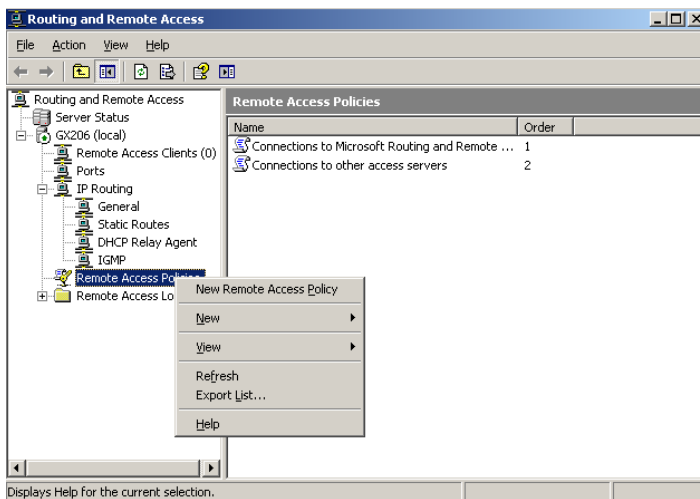 Routing and Remote Access
File Action View Help
Routing and Remote Access
Server Status
GX206 (local)
Remote Access Clients (0)
Ports
IP Routing
General
Static Routes
DHCP Relay Agent
IGMP
Remote Access Policies
Remote Access Lo
Remote Access Policies
Name Order
Connections to Microsoft Routing and Remote ... 1
Connections to other access servers 2
New Remote Access Policy
New
View
Refresh
Export List...
Help
Displays Help for the current selection.